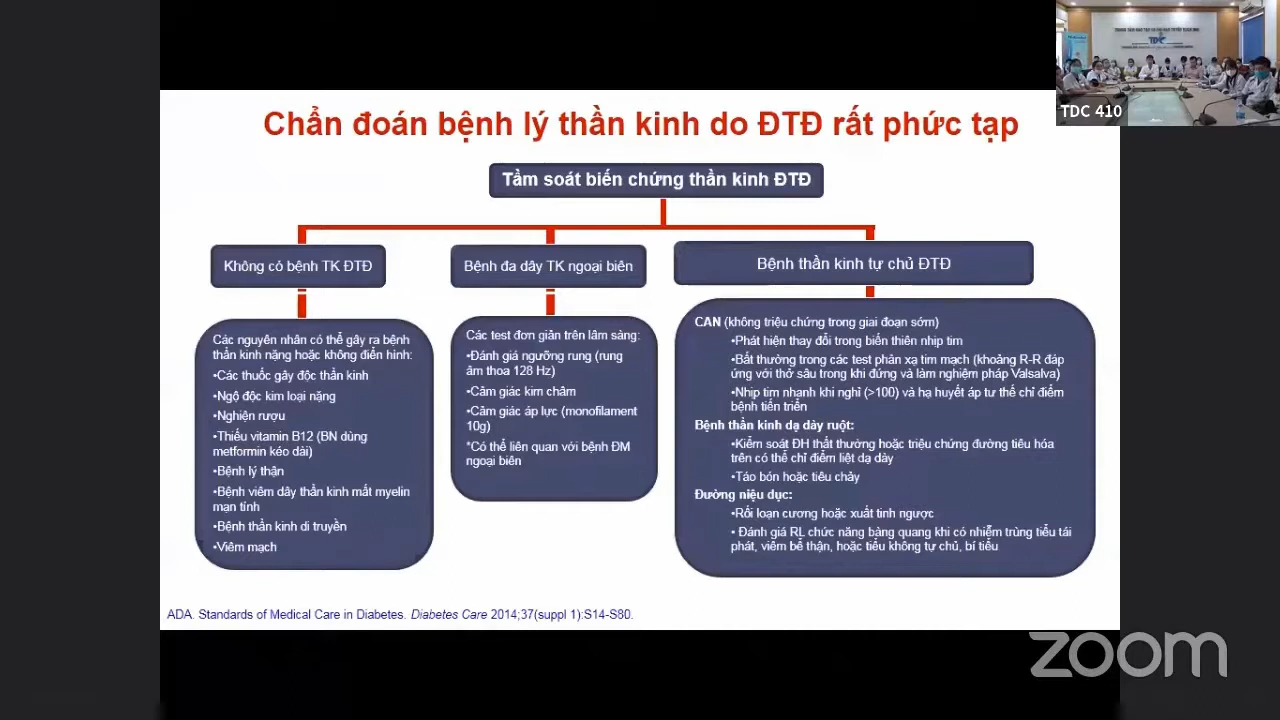 TDC
TDC 410
Chẩn đoán bệnh lý thần kinh do ĐTĐ rất phức tạp
Tầm soát biến chứng thần kinh ĐTĐ
Không có bệnh TK ĐTĐ
Các nguyên nhân có thể gây ra bệnh
thần kinh nặng hoặc không điển hình:
•Các thuốc gây độc thần kinh
•Ngộ độc kim loại nặng
•Nghiện rượu
•Thiếu vitamin B12 (BN dùng
metformin kéo dài)
•Bệnh lý thận
•Bệnh viêm dây thần kinh mất myelin
mạn tính
•Bệnh thần kinh di truyền
•Viêm mạch
Bệnh đa dây TK ngoại biên
Các test đơn giản trên lâm sàng:
•Đánh giá ngưỡng rung (rung
âm thoa 128 Hz)
•Cảm giác kim châm
•Cảm giác áp lực (monofilament
10g)
*Có thể liên quan với bệnh ĐM
ngoại biên
Bệnh thần kinh tự chủ ĐTĐ
CAN (không triệu chứng trong giai đoạn sớm)
•Phát hiện thay đổi trong biến thiên nhịp tim
•Bất thường trong các test phản xạ tim mạch (khoảng R-R đáp
ứng với thở sâu trong khi đứng và làm nghiệm pháp Valsalva)
•Nhịp tim nhanh khi nghỉ (>100) và hạ huyết áp tư thế chỉ điểm
bệnh tiến triển
Bệnh thần kinh dạ dày ruột:
•Kiểm soát ĐH thất thường hoặc triệu chứng đường tiêu hóa
trên có thể chỉ điểm liệt dạ dày
•Táo bón hoặc tiêu chảy
Đường niệu dục:
•Rối loạn cương hoặc xuất tinh ngược
• Đánh giá RL chức năng bàng quang khi có nhiễm trùng tiểu tái
phát, viêm bể thận, hoặc tiểu không tự chủ, bí tiểu
ADA. Standards of Medical Care in Diabetes. Diabetes Care 2014;37(suppl 1):S14-S80.
zoom